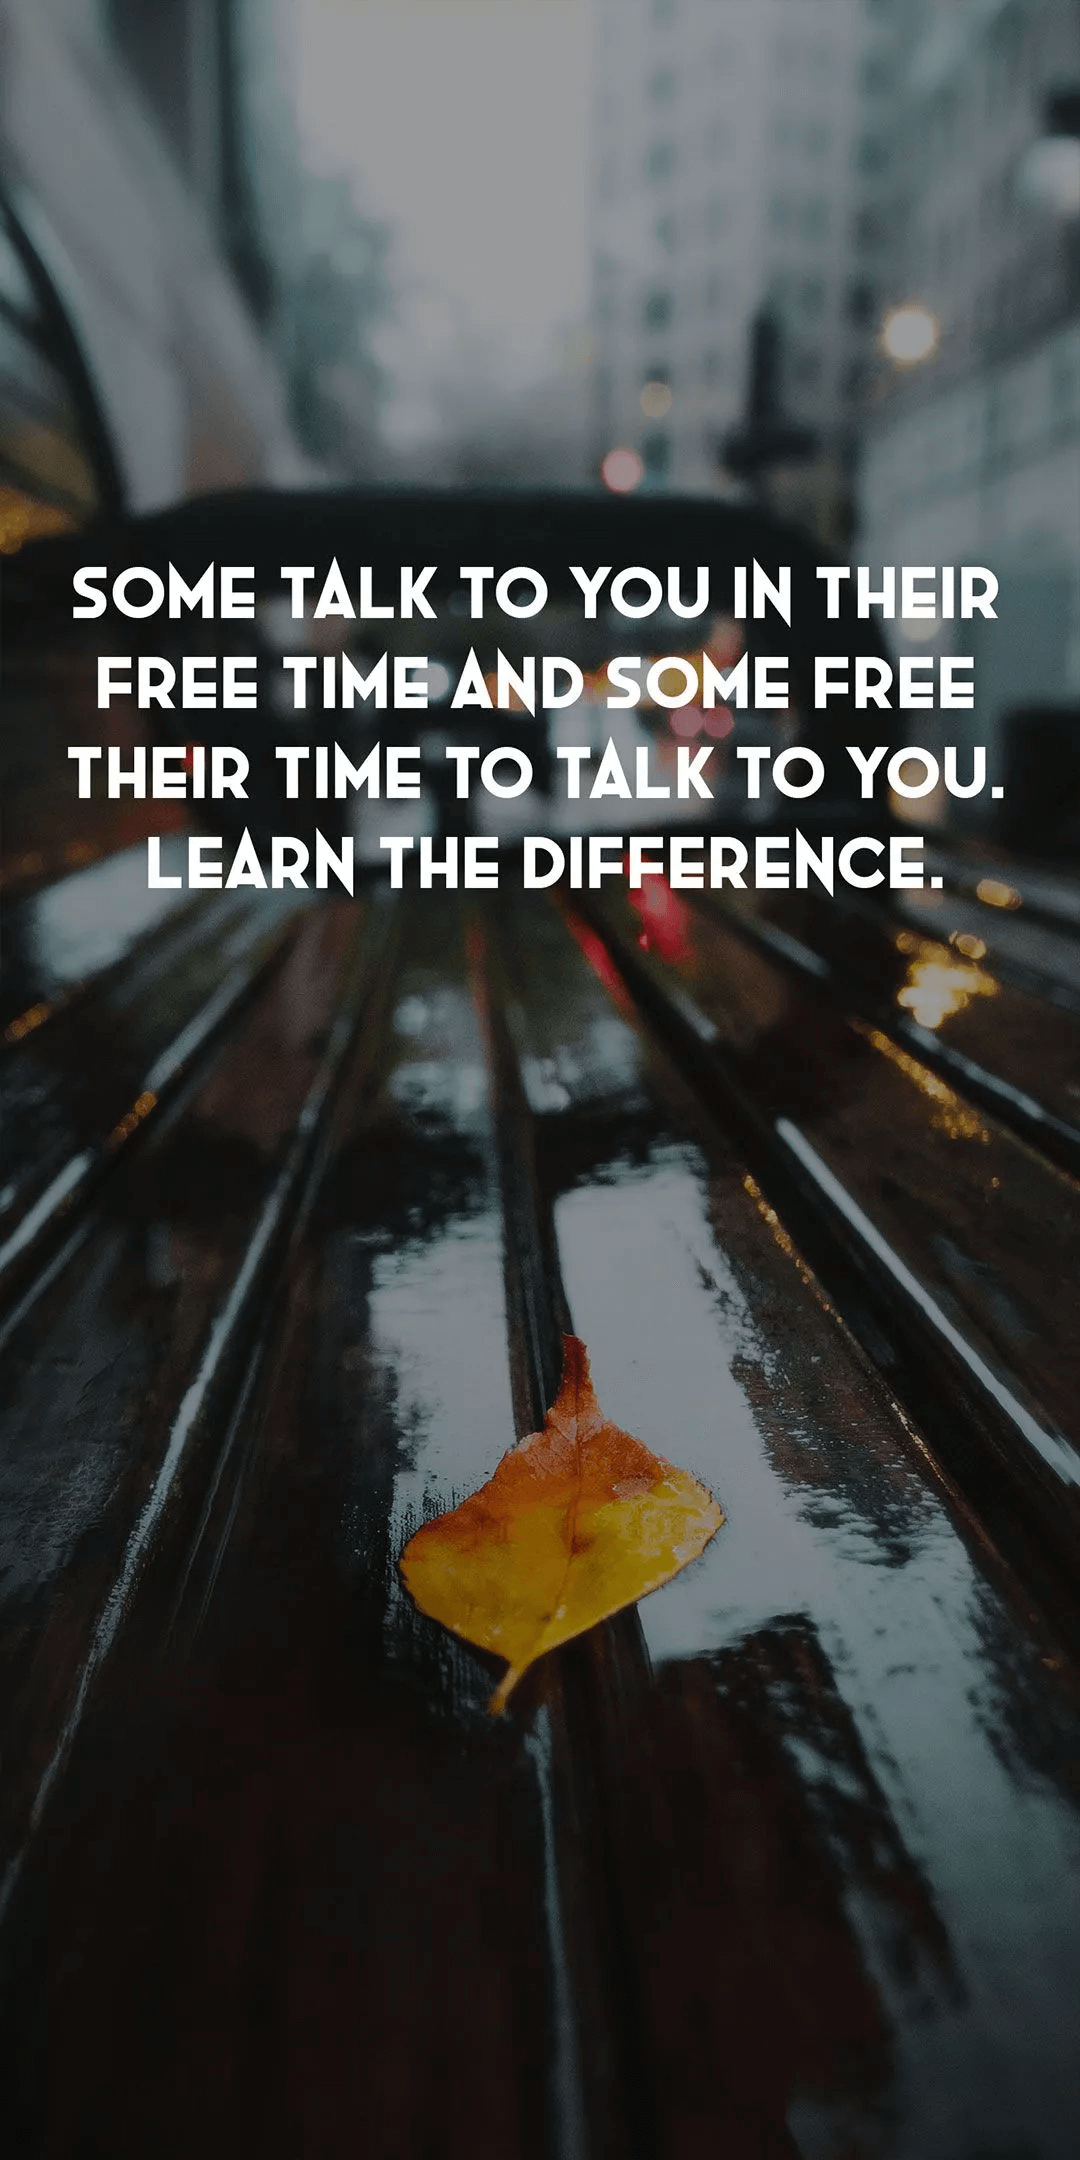 SOME TALK TO YOU IN THEIR
FREE TIME AND SOME FREE
THEIR TIME TO TALK TO YOU.
LEARN THE DIFFERENCE.